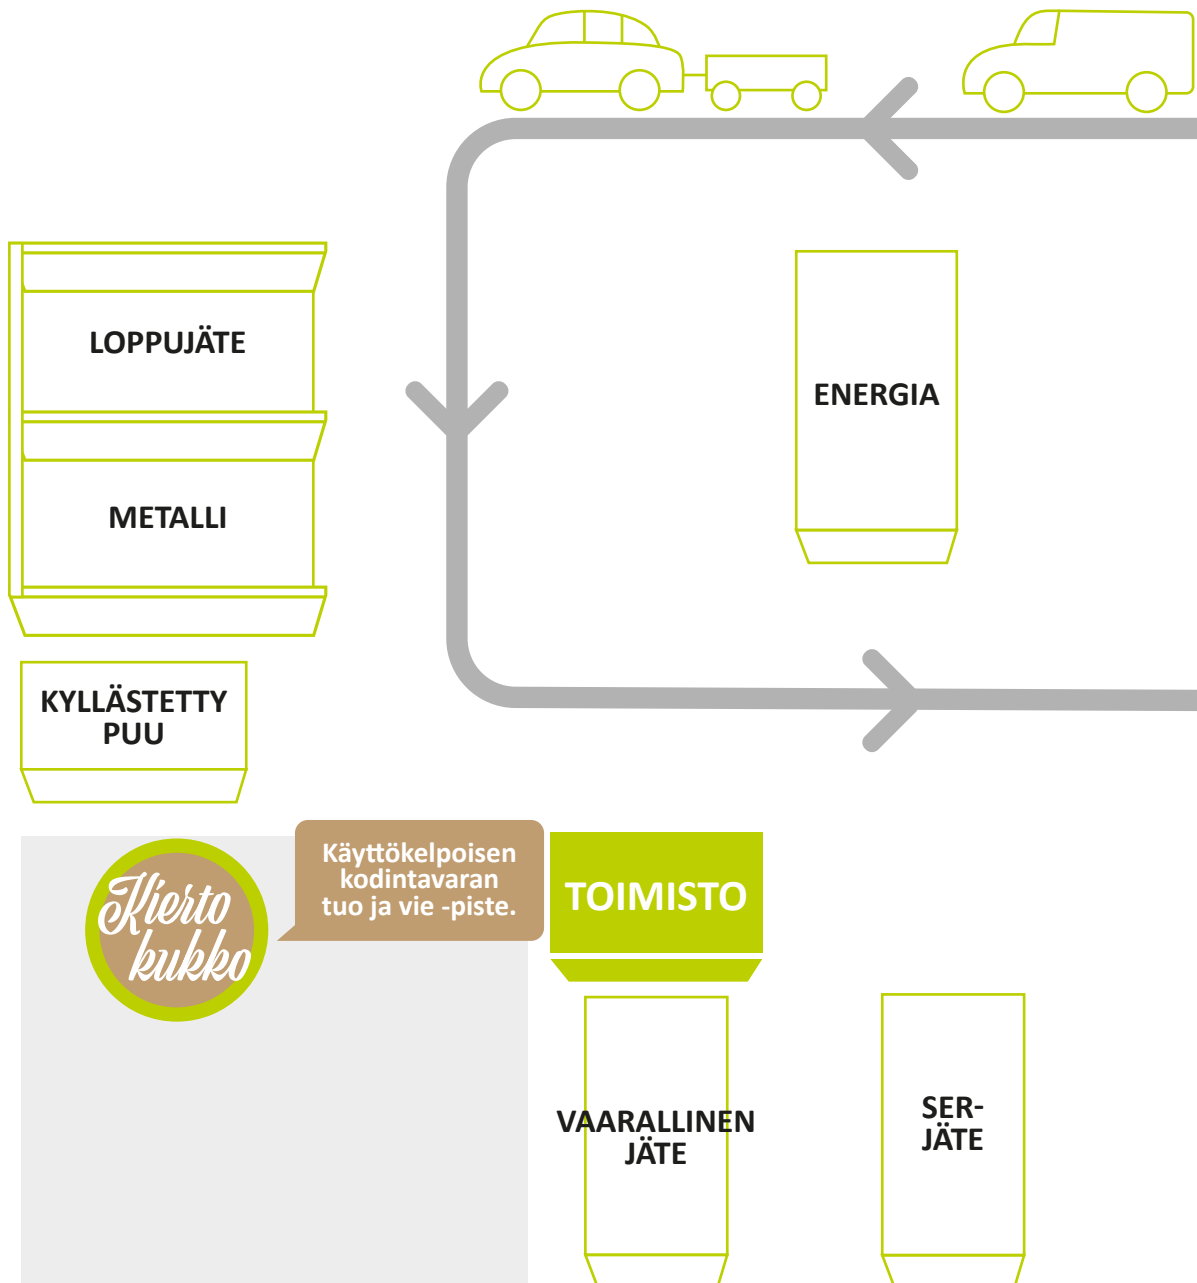 LOPPUJÄTE
ENERGIA
METALLI
KYLLÄSTETTY
PUU
Kierto
kukko
Käyttökelpoisen
kodintavaran
tuo ja vie -piste.
TOIMISTO
VAARALLINEN
JÄTE
SER-
JÄTE